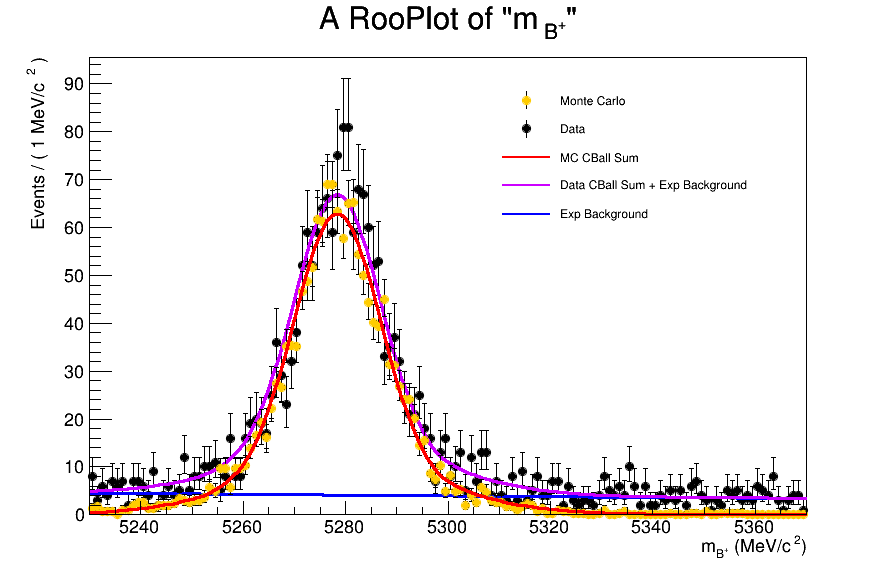 A RooPlot of "m B+"
Events / ( 1 MeV/c 2 )
90
80
70
60
50
40
30
20
10
0
Monte Carlo
Data
MC CBall Sum
Data CBall Sum + Exp Background
Exp Background
5240 5260 5280 5300 5320 5340 5360
m B+ (MeV/c2)